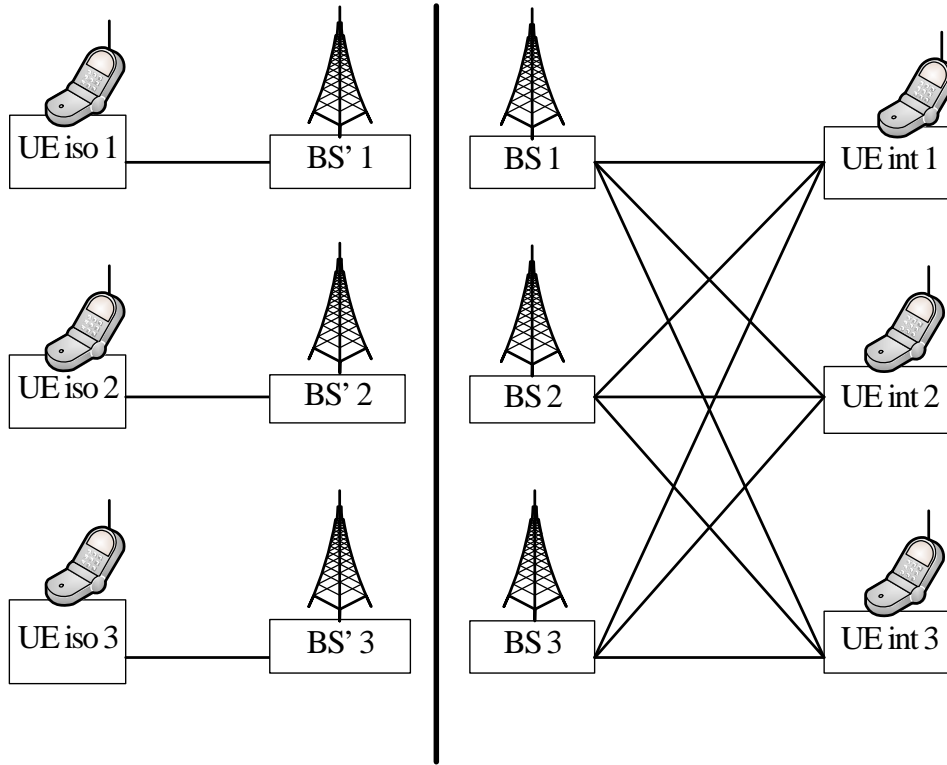 UE iso 1
BS’ 1
BS 1
UE int 1
UE iso 2
BS’ 2
BS 2
UE int 2
UE iso 3
BS’ 3
BS 3
UE int 3